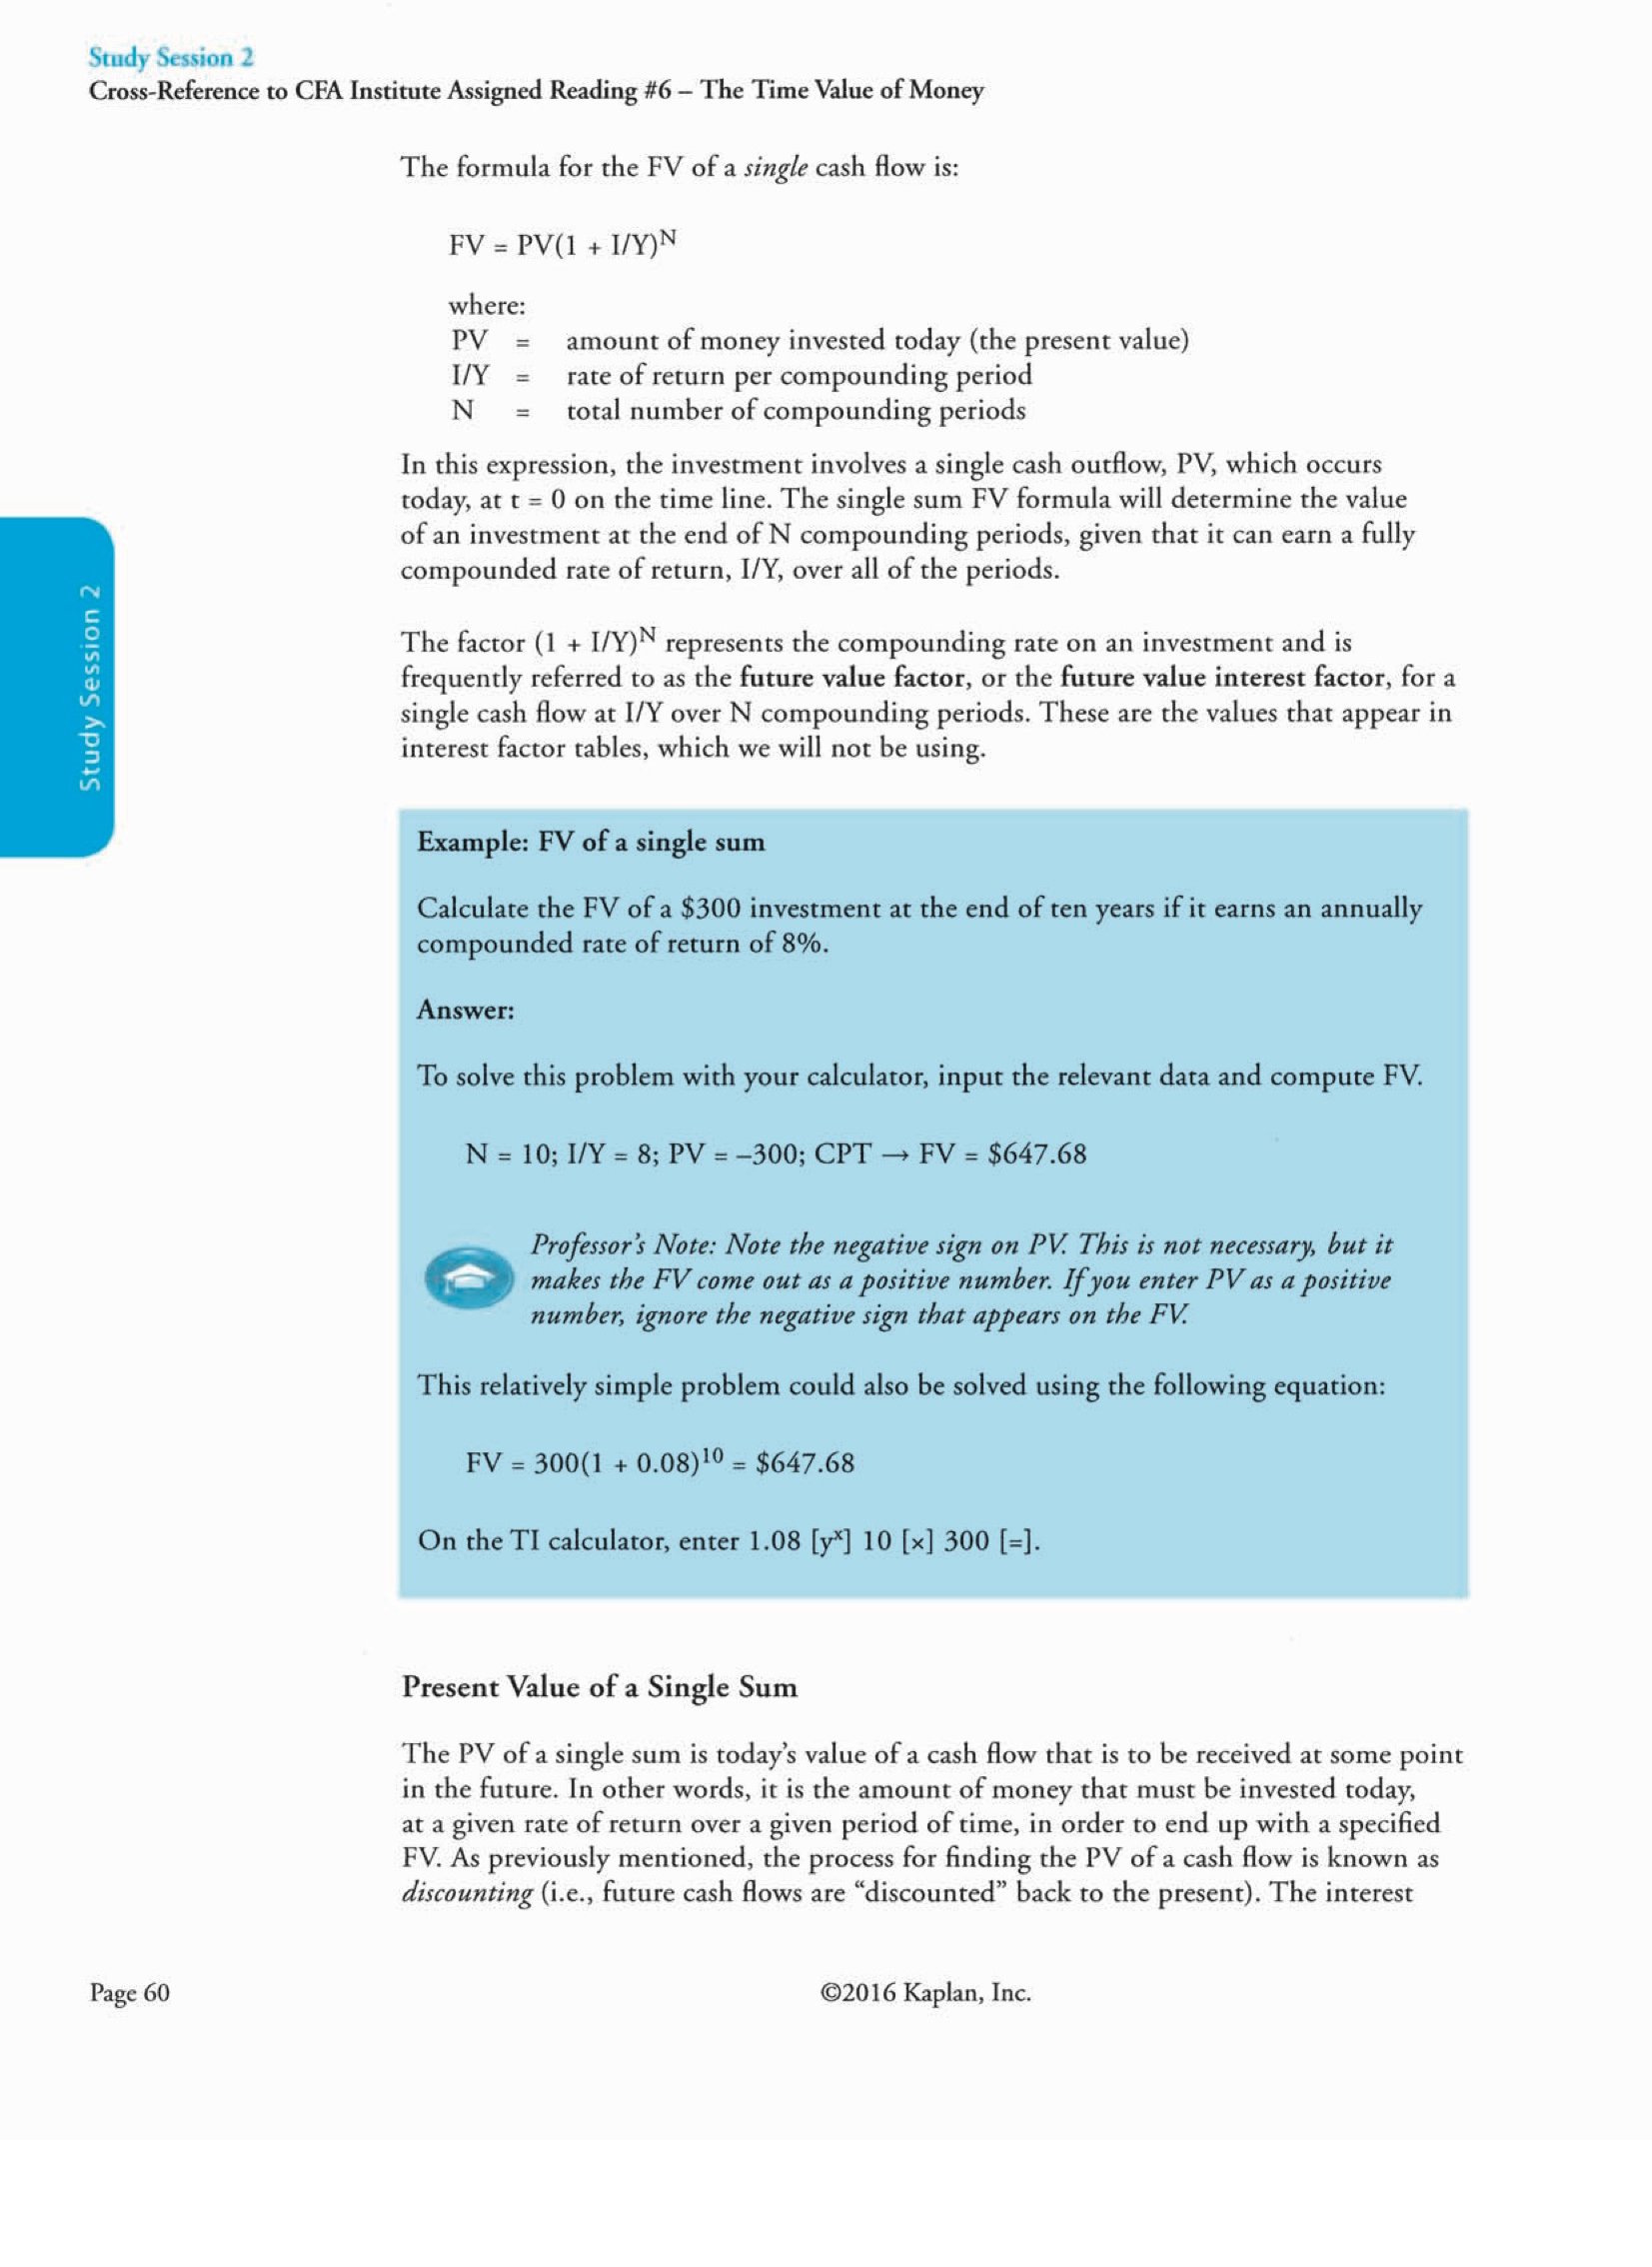 Study Session 2
Cross-Reference to CFA Institute Assigned Reading #6 – The Time Value of Money
The formula for the FV of a single cash flow is:
FV = PV(1 + I/Y)^N
where:
PV = amount of money invested today (the present value)
I/Y = rate of return per compounding period
N = total number of compounding periods
In this expression, the investment involves a single cash outflow, PV, which occurs
today, at t = 0 on the time line. The single sum FV formula will determine the value
of an investment at the end of N compounding periods, given that it can earn a fully
compounded rate of return, I/Y, over all of the periods.
The factor (1 + I/Y)^N represents the compounding rate on an investment and is
frequently referred to as the future value factor, or the future value interest factor, for a
single cash flow at I/Y over N compounding periods. These are the values that appear in
interest factor tables, which we will not be using.
Study Session 2
Example: FV of a single sum
Calculate the FV of a $300 investment at the end of ten years if it earns an annually
compounded rate of return of 8%.
Answer:
To solve this problem with your calculator, input the relevant data and compute FV.
N = 10; I/Y = 8; PV = –300; CPT → FV = $647.68
Professor's Note: Note the negative sign on PV. This is not necessary, but it
makes the FV come out as a positive number. If you enter PV as a positive
number, ignore the negative sign that appears on the FV.
This relatively simple problem could also be solved using the following equation:
FV = 300(1 + 0.08)^10 = $647.68
On the TI calculator, enter 1.08 [y^x] 10 [×] 300 [=].
Present Value of a Single Sum
The PV of a single sum is today's value of a cash flow that is to be received at some point
in the future. In other words, it is the amount of money that must be invested today,
at a given rate of return over a given period of time, in order to end up with a specified
FV. As previously mentioned, the process for finding the PV of a cash flow is known as
discounting (i.e., future cash flows are “discounted” back to the present). The interest
Page 60
©2016 Kaplan, Inc.